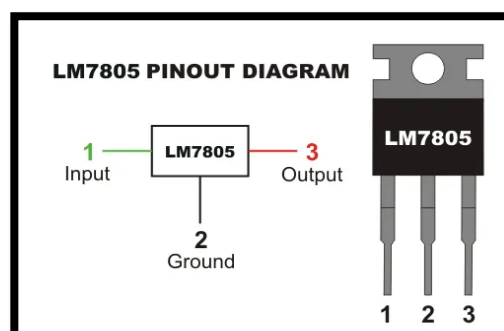 LM7805 PINOUT DIAGRAM
1
Input
LM7805
3
Output
2
Ground
LM7805
1 2 3